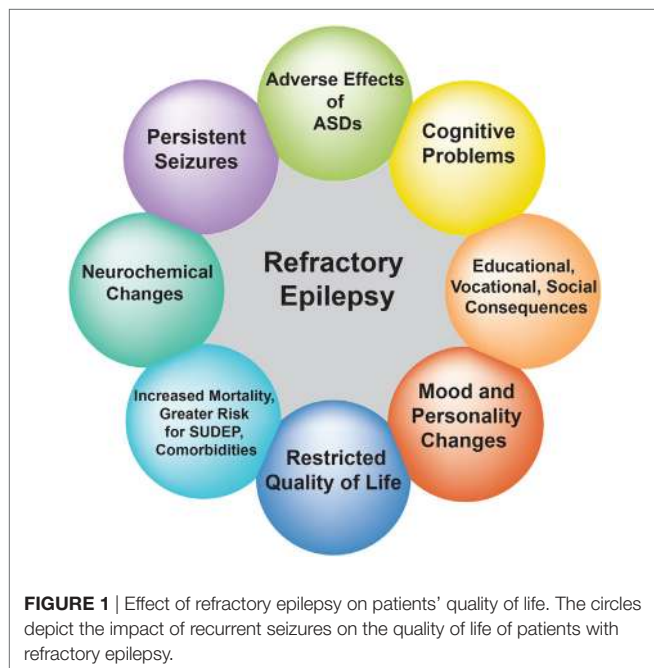 Adverse Effects
of
ASDs
Cognitive
Problems
Educational,
Vocational, Social
Consequences
Mood and
Personality
Changes
Restricted
Quality of Life
Increased Mortality,
Greater Risk
for SUDEP,
Comorbidities
Neurochemical
Changes
Persistent
Seizures
Refractory
Epilepsy
FIGURE 1 | Effect of refractory epilepsy on patients’ quality of life. The circles
depict the impact of recurrent seizures on the quality of life of patients with
refractory epilepsy.